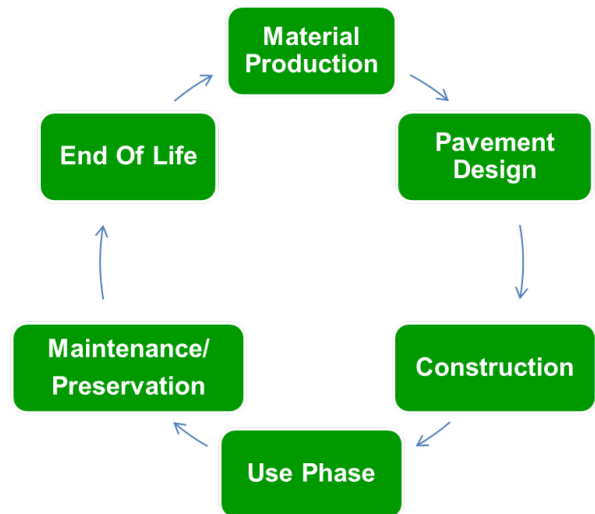 Material
Production
Pavement
Design
Construction
Use Phase
Maintenance/
Preservation
End Of Life